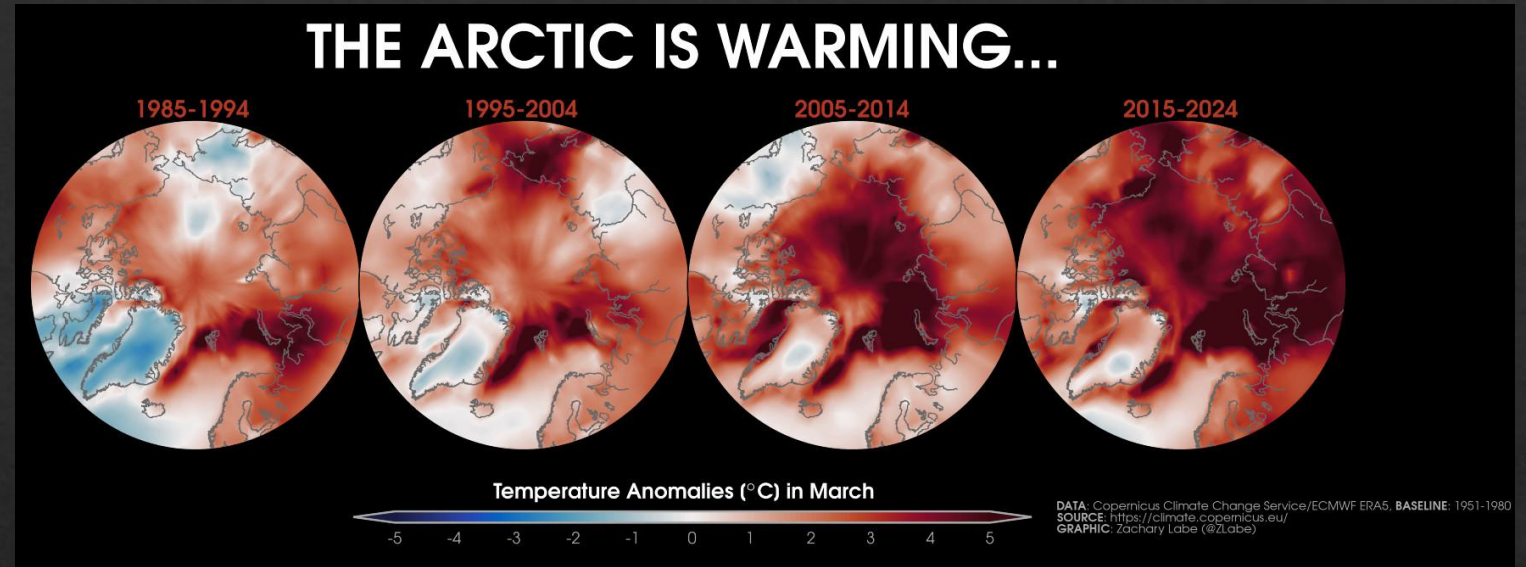 THE ARCTIC IS WARMING...
1985-1994 1995-2004 2005-2014 2015-2024
Temperature Anomalies (°C) in March
-5 -4 -3 -2 -1 0 1 2 3 4 5
DATA: Copernicus Climate Change Service/ECMWF ERA5, BASELINE: 1951-1980
SOURCE: https://climate.copernicus.eu/
GRAPHIC: Zachary Labe (@ZLabe)